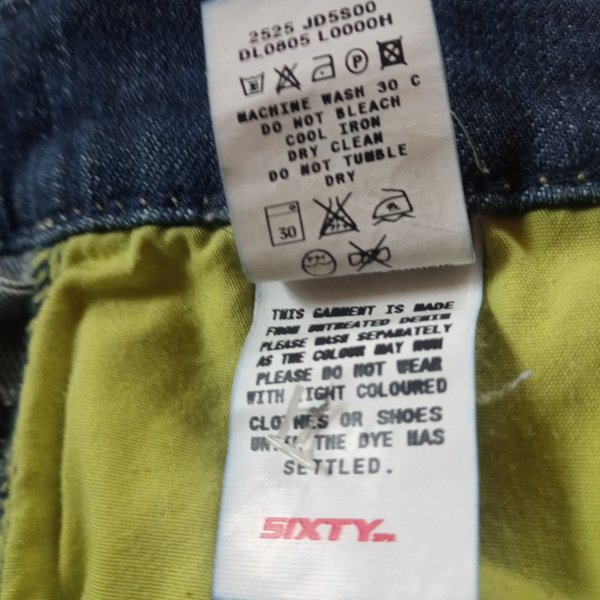 2525 JD5S00
DL0805 L0000H
30 P
MACHINE WASH 30 C
DO NOT BLEACH
COOL IRON
DRY CLEAN
DO NOT TUMBLE
DRY
30
THIS GARMENT IS MADE
FROM UNTREATED DENIM
PLEASE WASH SEPARATELY
AS THE COLOUR MAY RUN
PLEASE DO NOT WEAR
WITH LIGHT COLOURED
CLOTHES OR SHOES
UNTIL THE DYE HAS
SETTLED.
SIXTY SPA